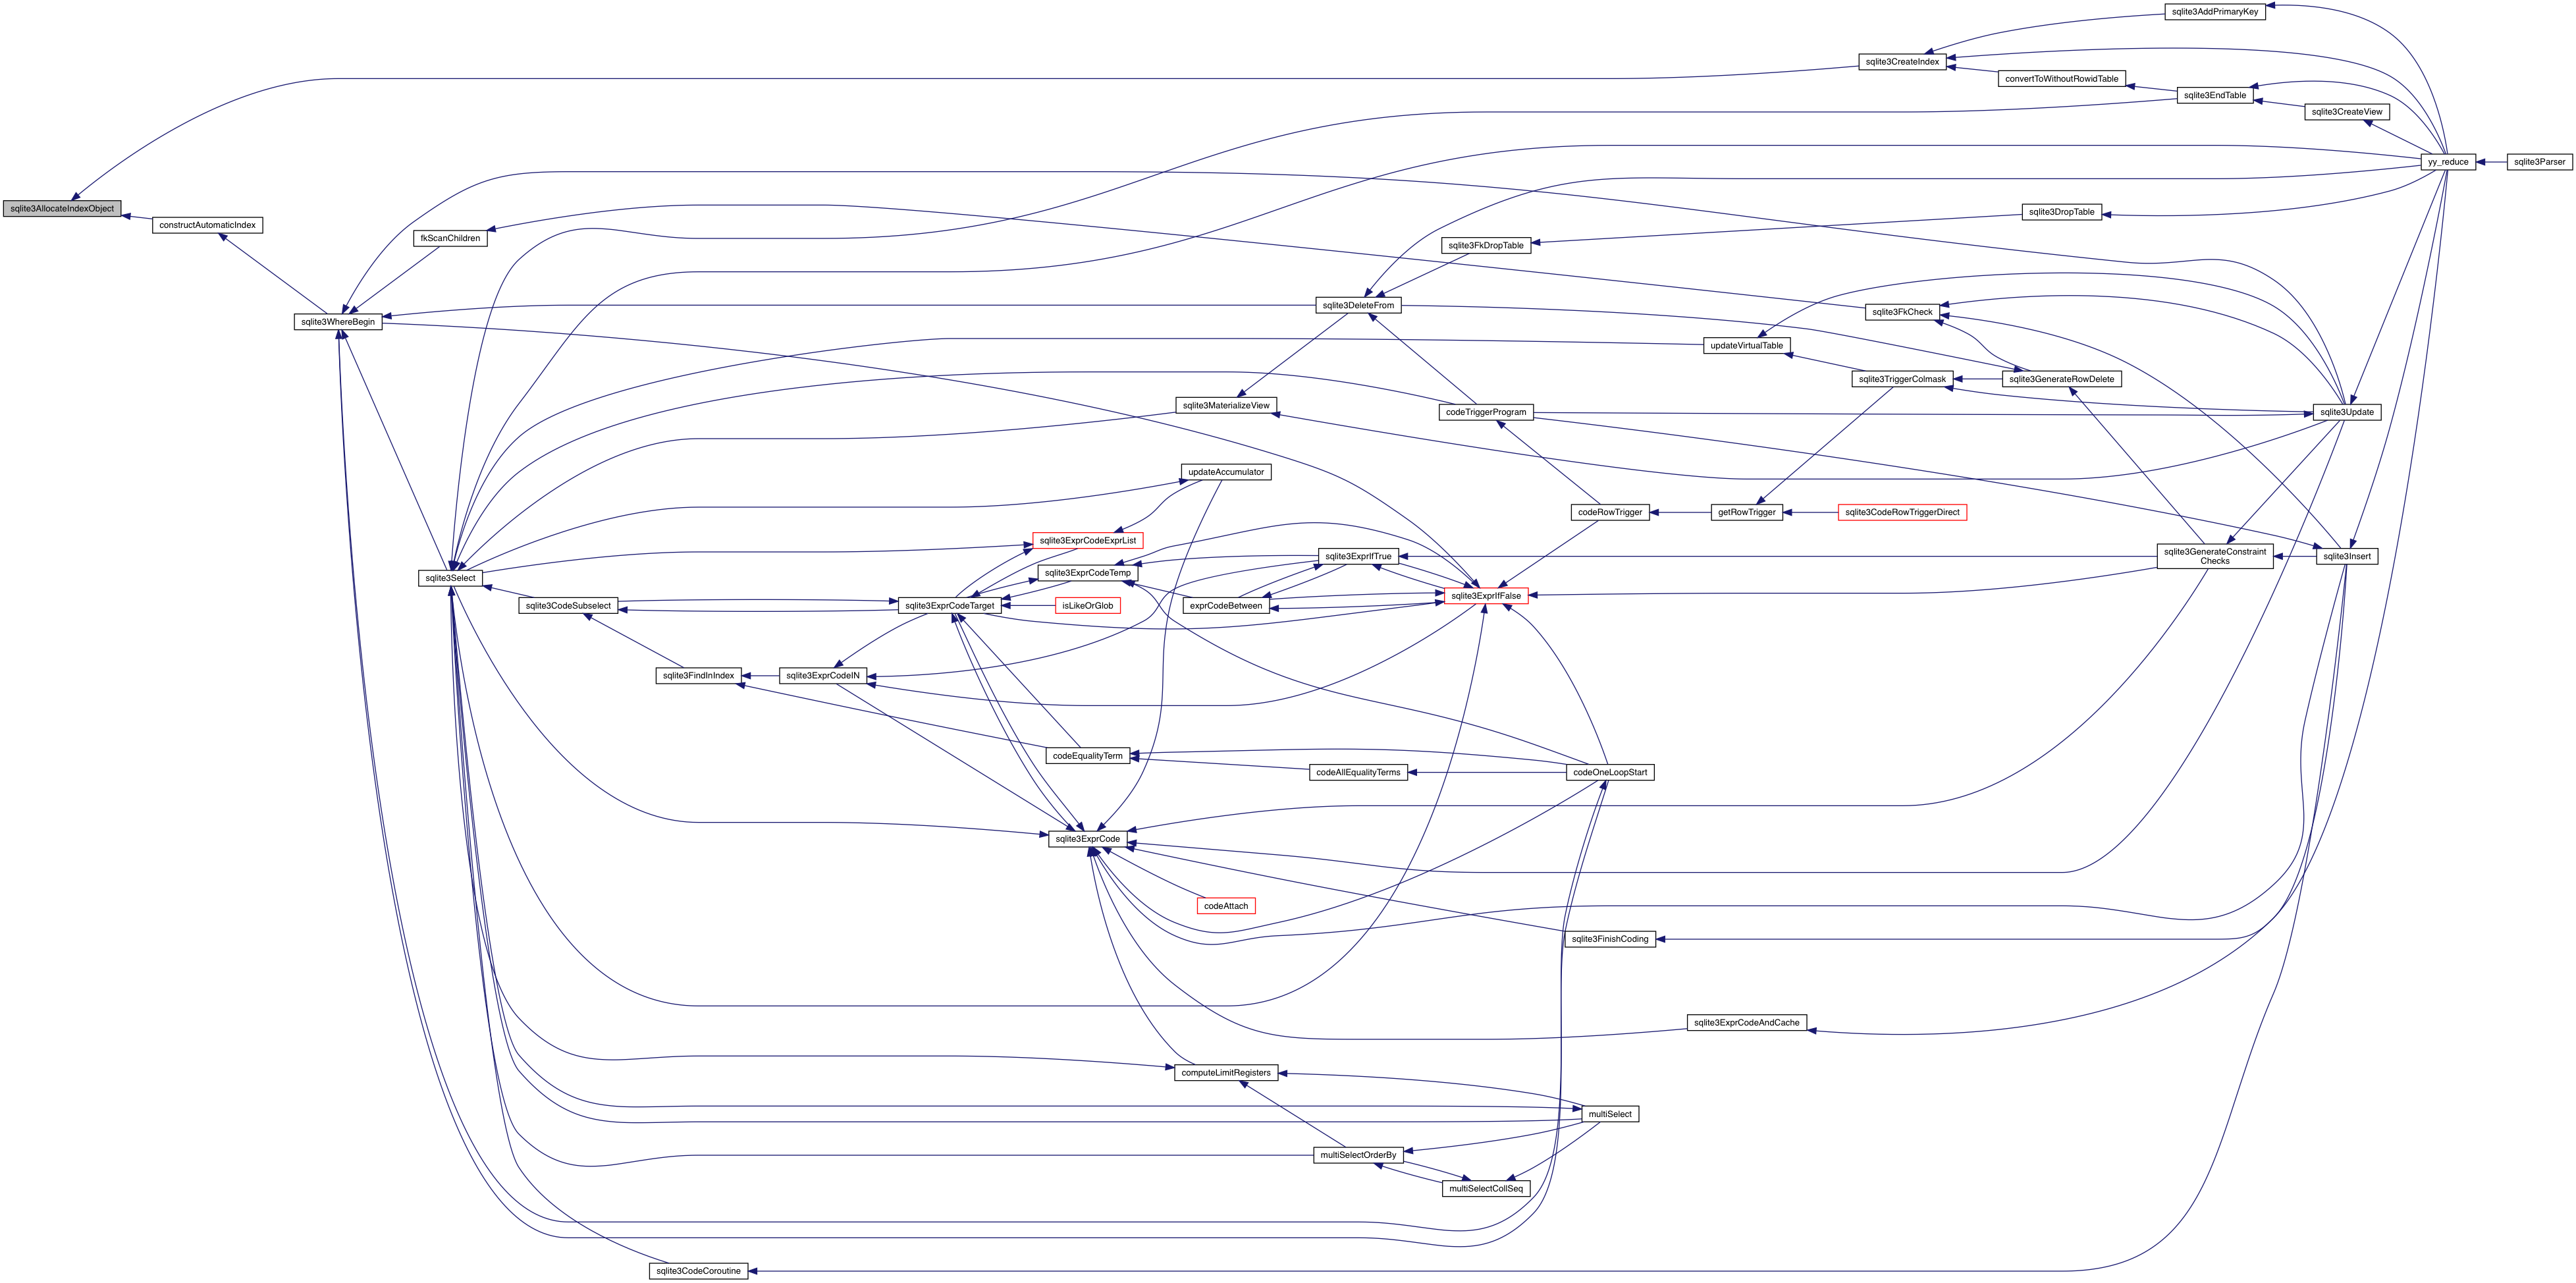 sqlite3AddPrimaryKey
sqlite3CreateIndex
convertToWithoutRowidTable
sqlite3EndTable
sqlite3CreateView
yy_reduce
sqlite3Parser
sqlite3AllocateIndexObject
constructAutomaticIndex
fkScanChildren
sqlite3DropTable
sqlite3FkDropTable
sqlite3DeleteFrom
sqlite3FkCheck
sqlite3WhereBegin
updateVirtualTable
sqlite3TriggerColmask
sqlite3GenerateRowDelete
sqlite3MaterializeView
codeTriggerProgram
sqlite3Update
updateAccumulator
codeRowTrigger
getRowTrigger
sqlite3CodeRowTriggerDirect
sqlite3ExprCodeExprList
sqlite3ExprIfTrue
sqlite3GenerateConstraint
Checks
sqlite3Insert
sqlite3ExprCodeTemp
sqlite3Select
sqlite3CodeSubselect
sqlite3ExprCodeTarget
isLikeOrGlob
exprCodeBetween
sqlite3ExprIfFalse
sqlite3FindInIndex
sqlite3ExprCodeIN
codeEqualityTerm
codeAllEqualityTerms
codeOneLoopStart
sqlite3ExprCode
codeAttach
sqlite3FinishCoding
sqlite3ExprCodeAndCache
computeLimitRegisters
multiSelect
multiSelectOrderBy
multiSelectCollSeq
sqlite3CodeCoroutine